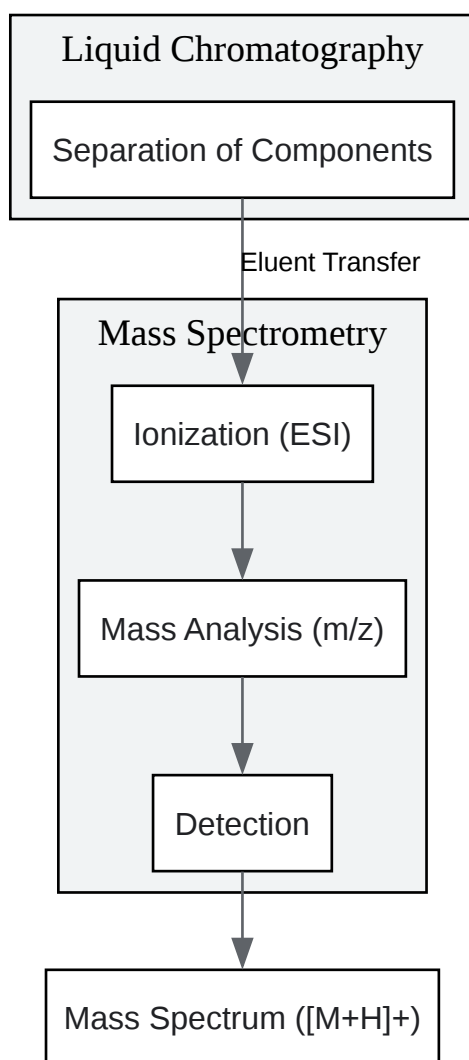 Liquid Chromatography
Separation of Components
Eluent Transfer
Mass Spectrometry
Ionization (ESI)
Mass Analysis (m/z)
Detection
Mass Spectrum ([M+H]+)